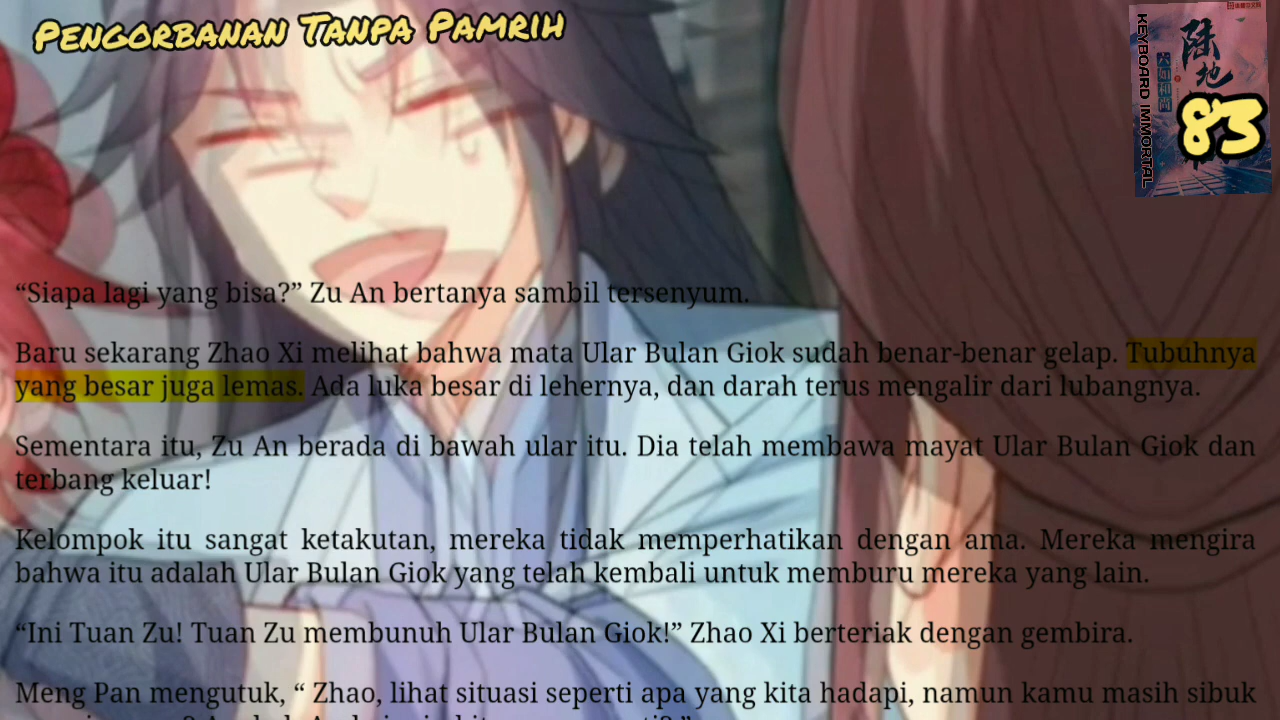 Pengorbanan Tanpa Pamrih
陆地
KEYBOARD IMMORTAL
83
“Siapa lagi yang bisa?” Zu An bertanya sambil tersenyum.
Baru sekarang Zhao Xi melihat bahwa mata Ular Bulan Giok sudah benar-benar gelap. Tubuhnya
yang besar juga lemas. Ada luka besar di lehernya, dan darah terus mengalir dari lubangnya.
Sementara itu, Zu An berada di bawah ular itu. Dia telah membawa mayat Ular Bulan Giok dan
terbang keluar!
Kelompok itu sangat ketakutan, mereka tidak memperhatikan dengan ama. Mereka mengira
bahwa itu adalah Ular Bulan Giok yang telah kembali untuk memburu mereka yang lain.
“Ini Tuan Zu! Tuan Zu membunuh Ular Bulan Giok!” Zhao Xi berteriak dengan gembira.
Meng Pan mengutuk, “ Zhao, lihat situasi seperti apa yang kita hadapi, namun kamu masih sibuk